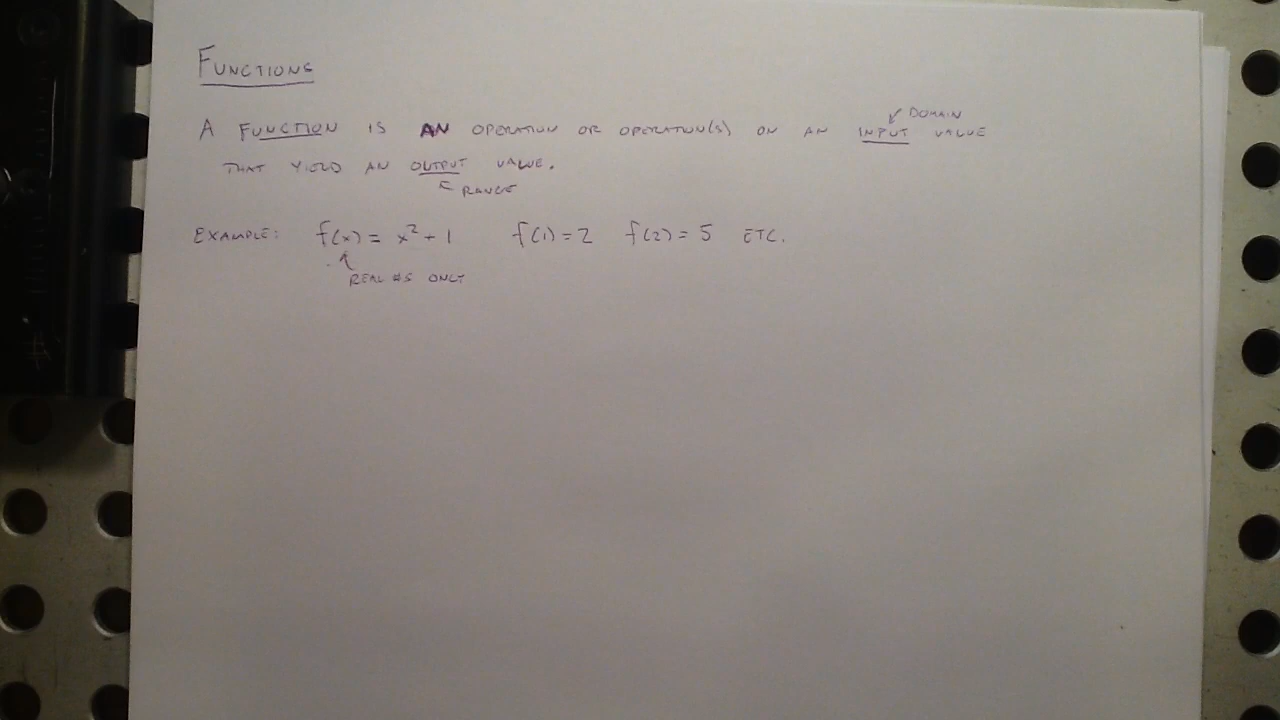 FUNCTIONS
DOMAIN
A FUNCTION IS AN OPERATION OR OPERATION(S) ON AN INPUT VALUE
THAT YIELD AN OUTPUT VALUE.
RANGE
EXAMPLE: f(x) = x² + 1 f(1) = 2 f(2) = 5 ETC.
REAL #S ONLY